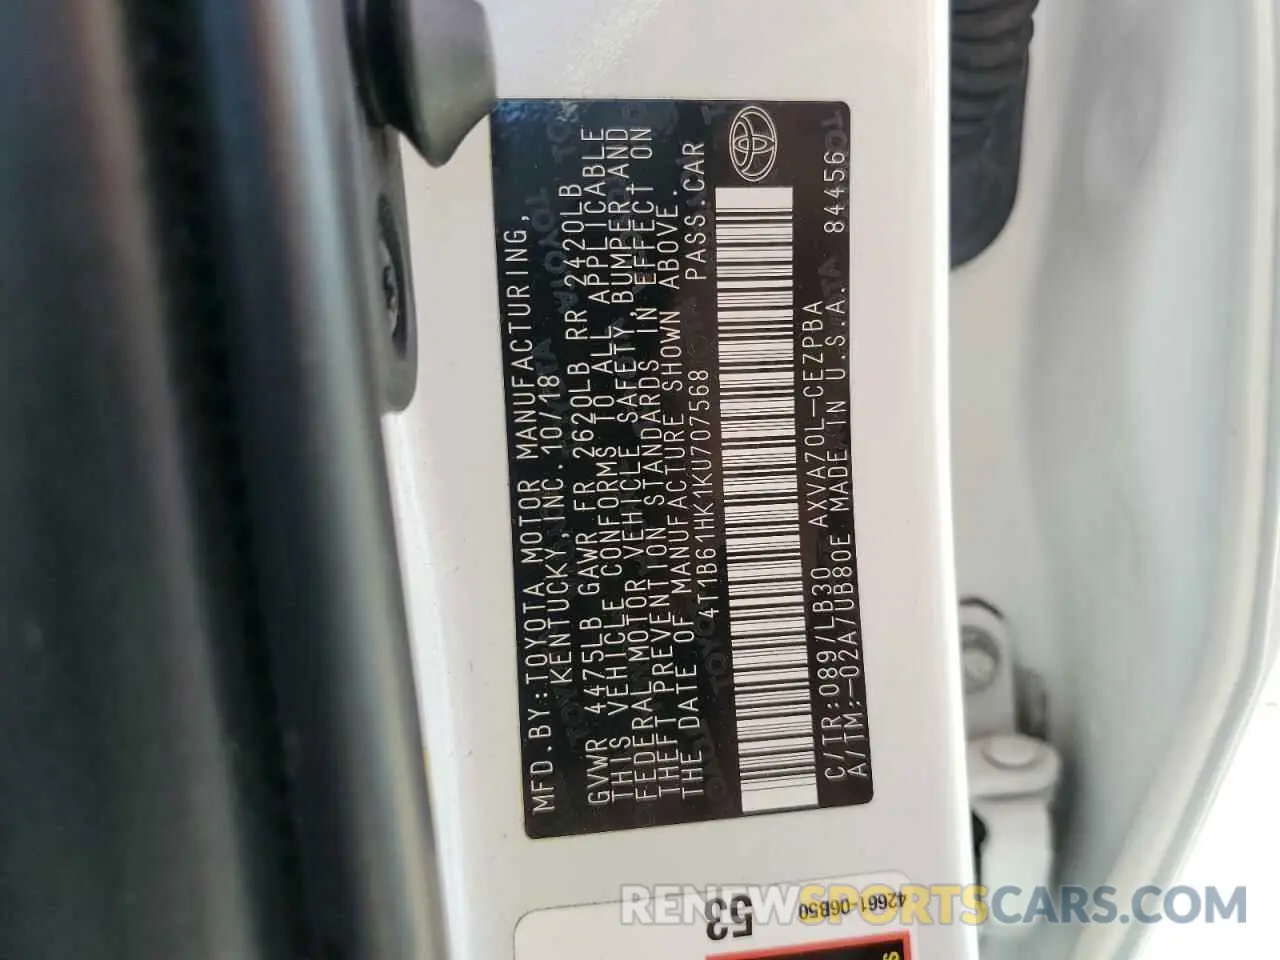 MFD.BY:TOYOTA MOTOR MANUFACTURING,
KENTUCKY,INC. 10/18
GVWR 4475LB GAWR FR 2620LB RR 2420LB
THIS VEHICLE CONFORMS TO ALL APPLICABLE
FEDERAL MOTOR VEHICLE SAFETY, BUMPER, AND
THEFT PREVENTION STANDARDS IN EFFECT ON
THE DATE OF MANUFACTURE SHOWN ABOVE.
4T1B61HK1KU707568 PASS.CAR
C/TR:089/LB30 AXVA70L-CEZPBA
A/TM:-02A/UB80E MADE IN U.S.A. 84456
53
42661-06B50
RENEWSPORTSCARS.COM